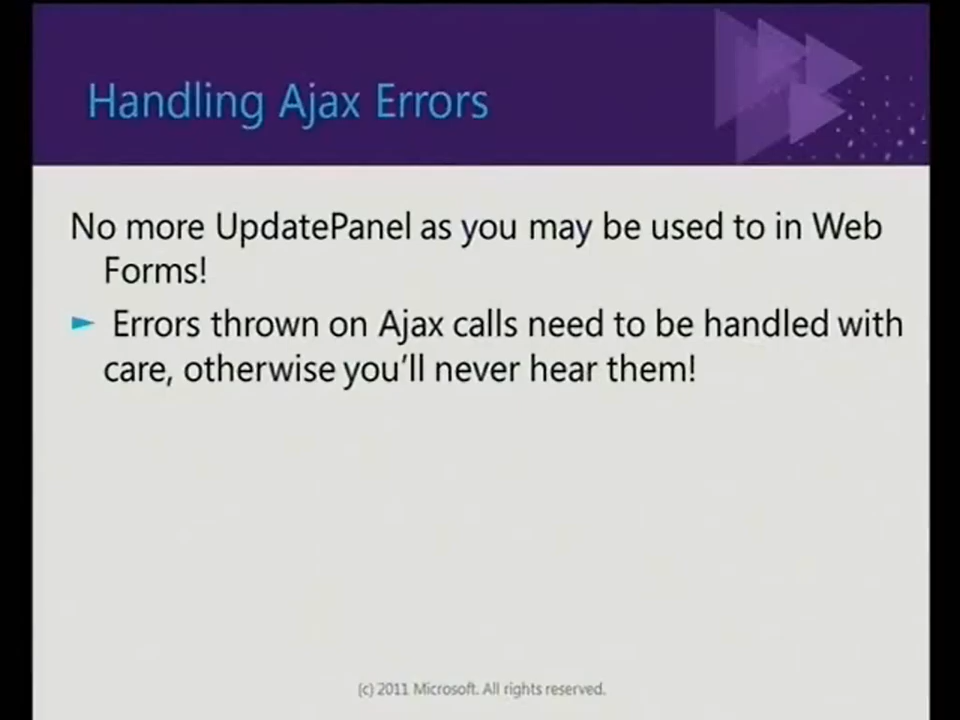 Handling Ajax Errors
No more UpdatePanel as you may be used to in Web
Forms!
► Errors thrown on Ajax calls need to be handled with
care, otherwise you'll never hear them!
(c) 2011 Microsoft. All rights reserved.